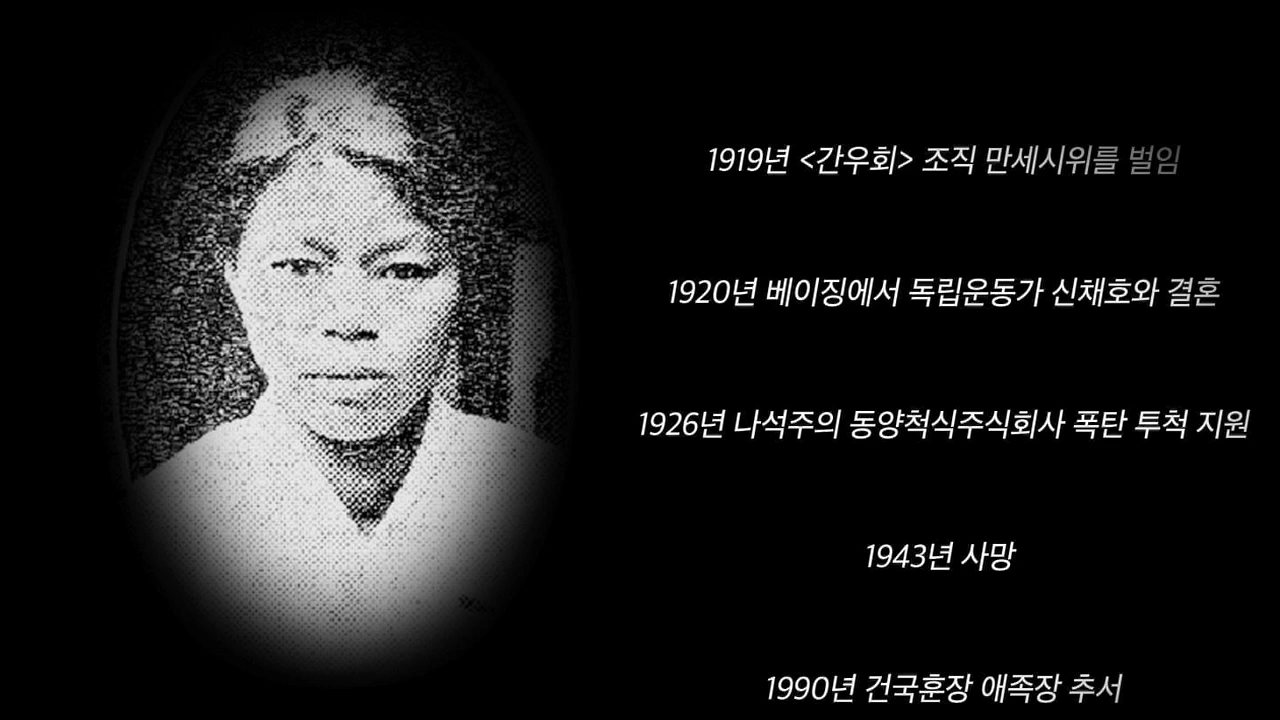 1919년 <간우회> 조직 만세시위를 벌임
1920년 베이징에서 독립운동가 신채호와 결혼
1926년 나석주의 동양척식주식회사 폭탄 투척 지원
1943년 사망
1990년 건국훈장 애족장 추서